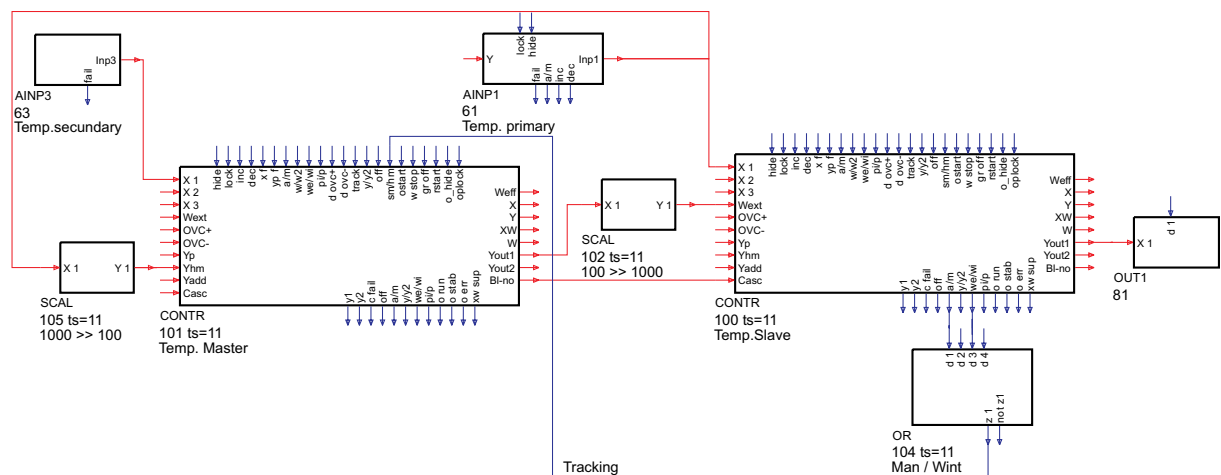 Inp3
fail
AINP3
63
Temp.secundary
lock
hide
Y
Inp1
fail
a/m
inc
dec
AINP1
61
Temp. primary
X 1
Y 1
SCAL
105 ts=11
1000 >> 100
hide
lock
inc
dec
x f
yp f
a/m
w/w2
we/wi
pi/p
d ovc+
d ovc-
track
y/y2
off
sm/hm
ostart
w stop
gr off
rstart
o_hide
oplock
X 1
X 2
X 3
Wext
OVC+
OVC-
Yp
Yhm
Yadd
Casc
Weff
X
Y
XW
W
Yout1
Yout2
Bl-no
y1
y2
c fail
off
a/m
y/y2
we/wi
pi/p
o run
o stab
o err
xw sup
CONTR
101 ts=11
Temp. Master
X 1
Y 1
SCAL
102 ts=11
100 >> 1000
hide
lock
inc
dec
x f
yp f
a/m
w/w2
we/wi
pi/p
d ovc+
d ovc-
track
y/y2
off
sm/hm
o start
w stop
gr off
rstart
o_hide
oplock
X 1
X 2
X 3
Wext
OVC+
OVC-
Yp
Yhm
Yadd
Casc
Weff
X
Y
XW
W
Yout1
Yout2
Bl-no
y1
y2
c fail
off
a/m
y/y2
we/wi
pi/p
o run
o stab
o err
xw sup
CONTR
100 ts=11
Temp.Slave
d 1
X 1
OUT1
81
d 1
d 2
d 3
d 4
z 1
not z1
OR
104 ts=11
Man / Wint
Tracking